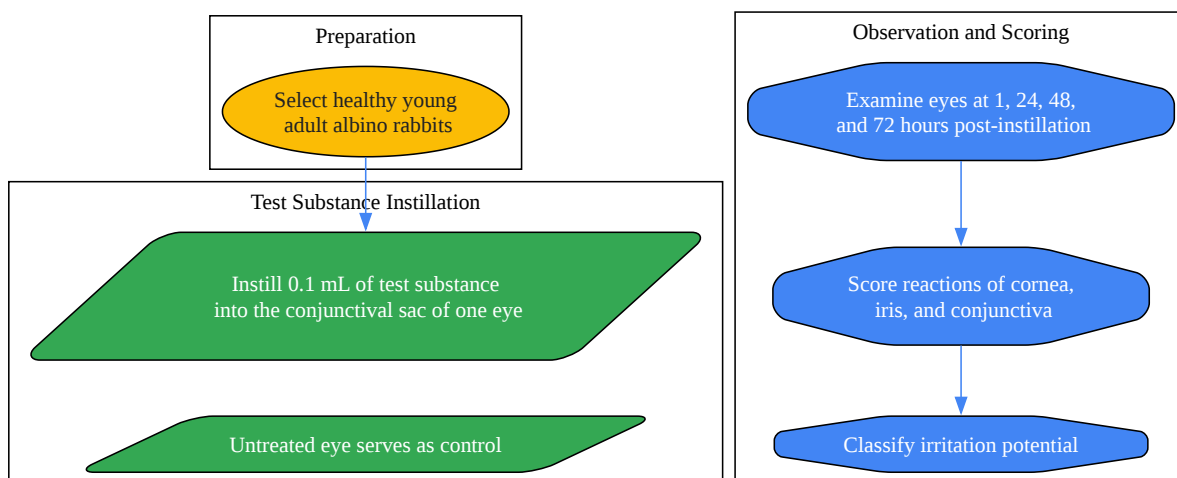 Preparation
Select healthy young
adult albino rabbits
Test Substance Instillation
Instill 0.1 mL of test substance
into the conjunctival sac of one eye
Untreated eye serves as control
Observation and Scoring
Examine eyes at 1, 24, 48,
and 72 hours post-instillation
Score reactions of cornea,
iris, and conjunctiva
Classify irritation potential